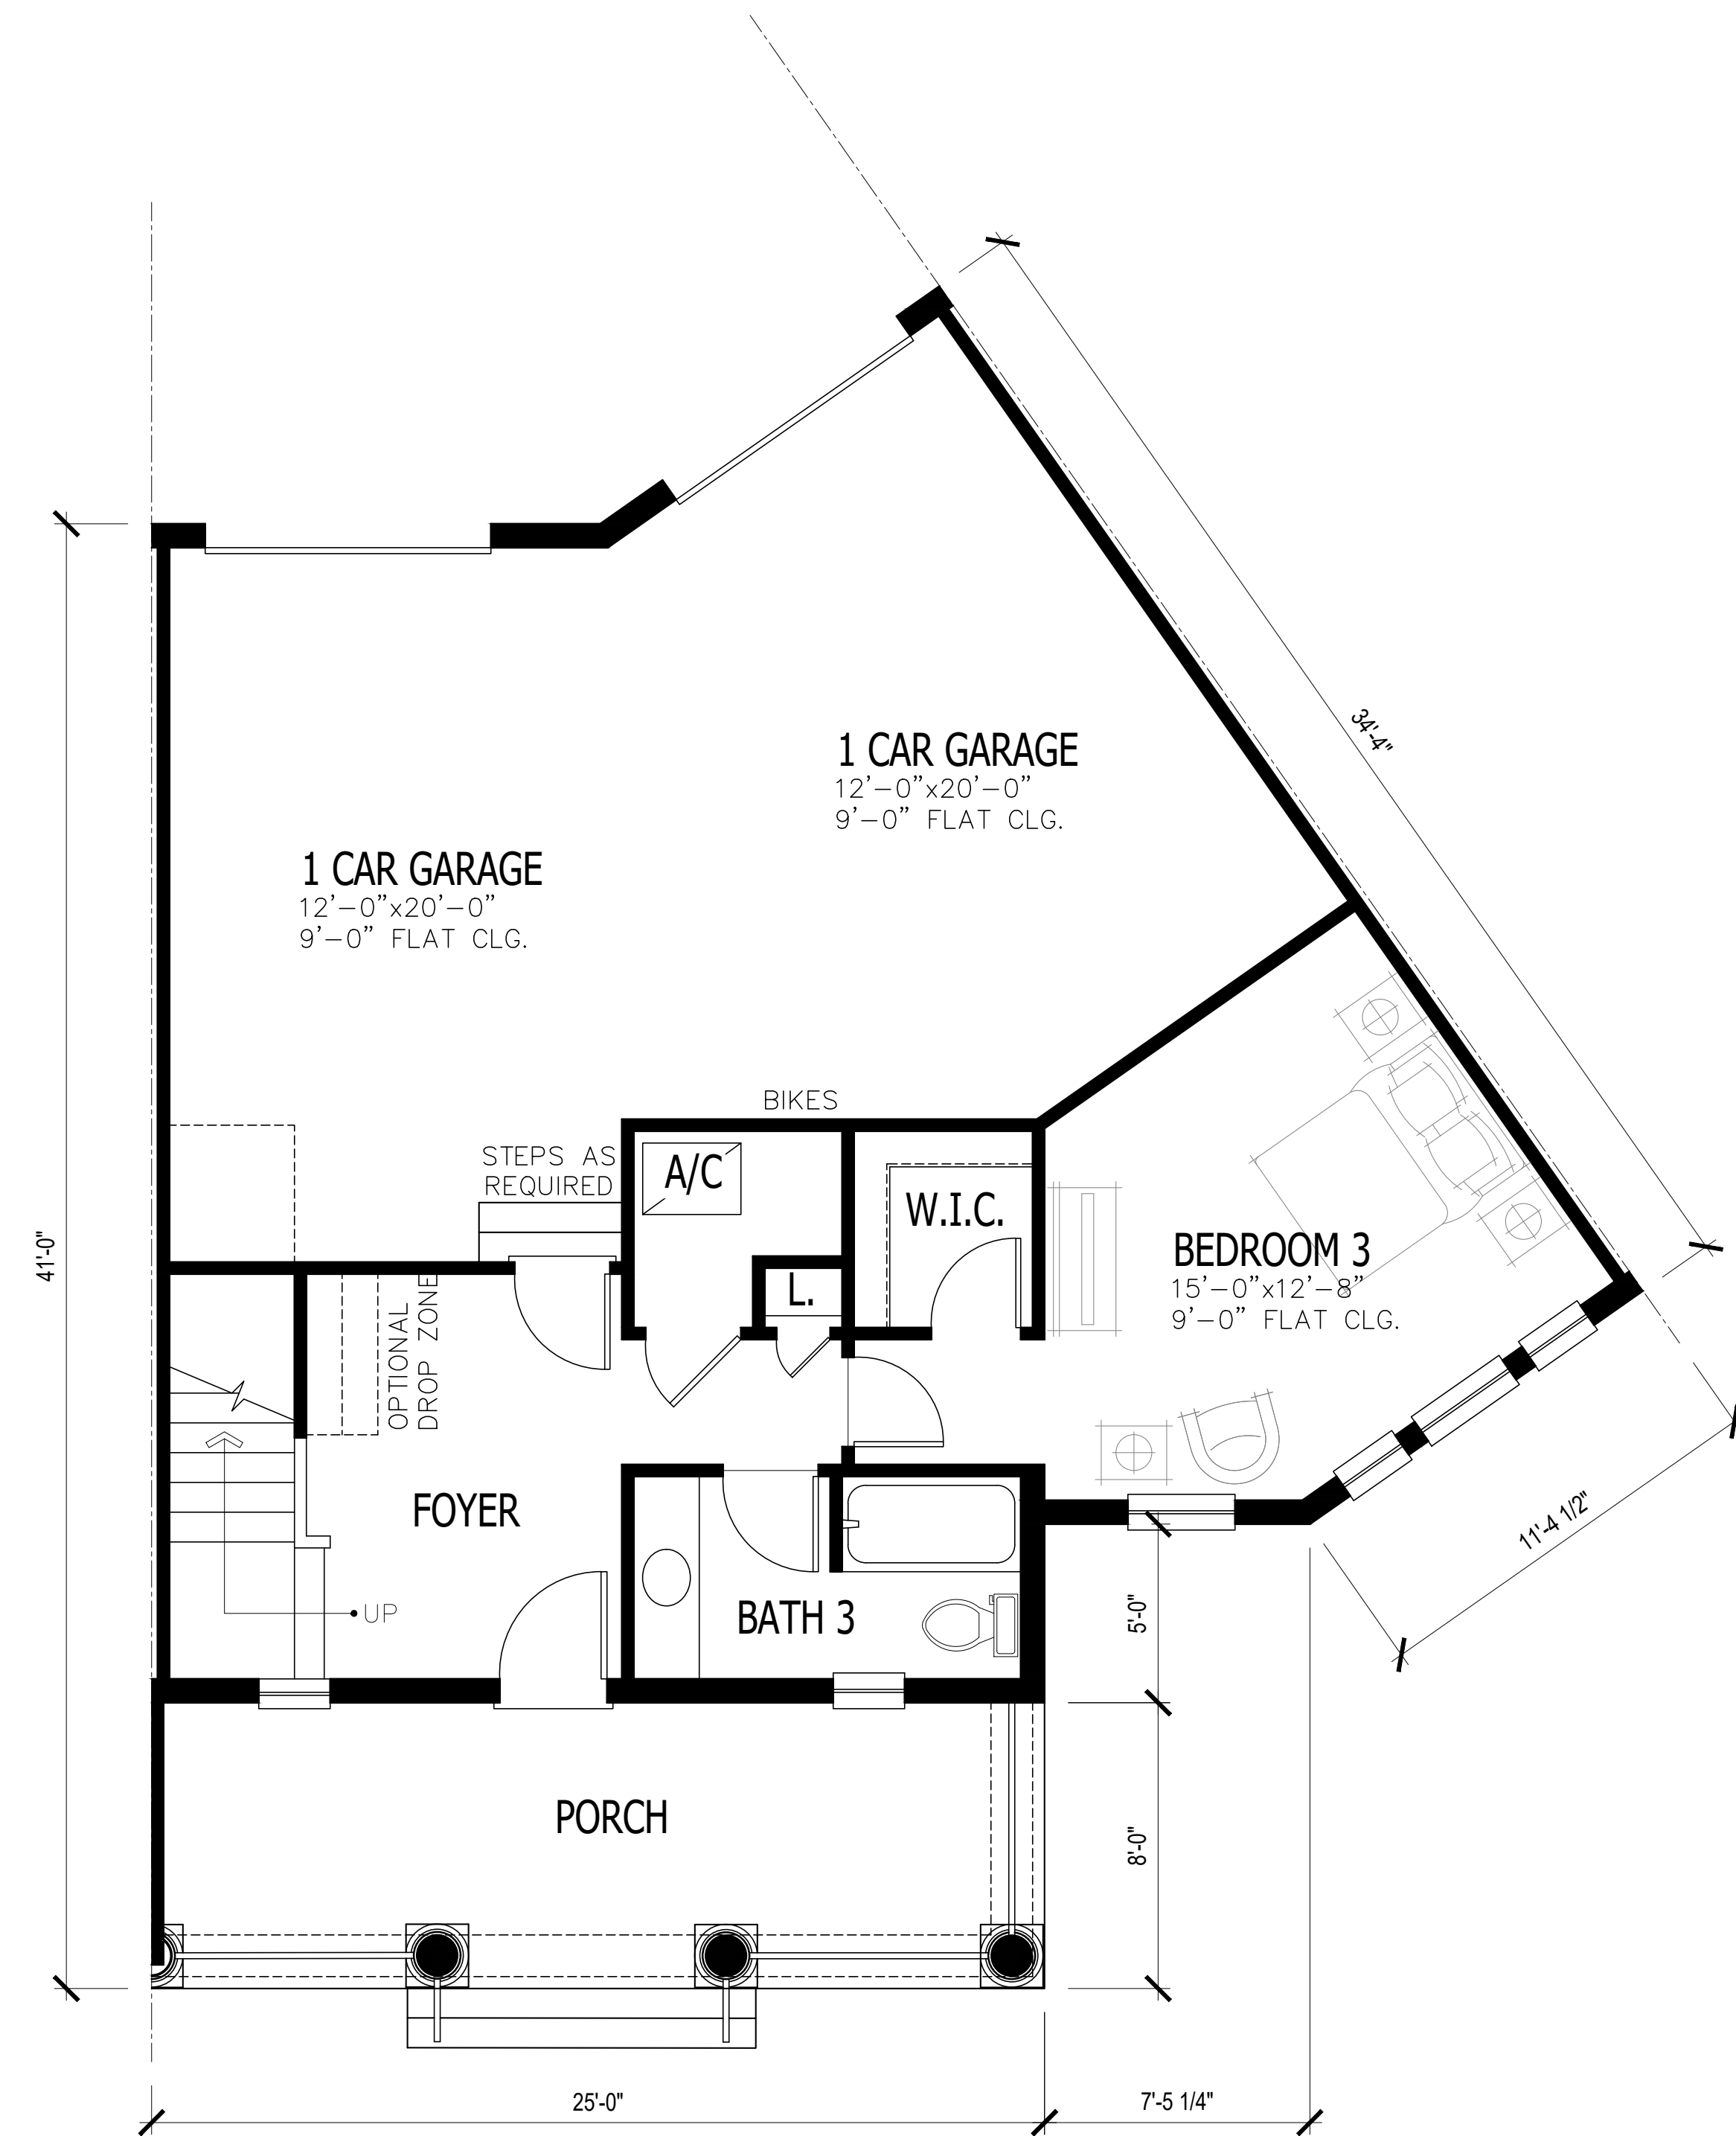 34'-4"
1 CAR GARAGE
12'-0"x20'-0"
9'-0" FLAT CLG.
1 CAR GARAGE
12'-0"x20'-0"
9'-0" FLAT CLG.
BIKES
STEPS AS
REQUIRED
A/C
W.I.C.
41'-0"
BEDROOM 3
15'-0"x12'-8"
9'-0" FLAT CLG.
L.
OPTIONAL
DROP ZONE
FOYER
11'-4 1/2"
UP
BATH 3
5'-0"
PORCH
8'-0"
25'-0"
7'-5 1/4"